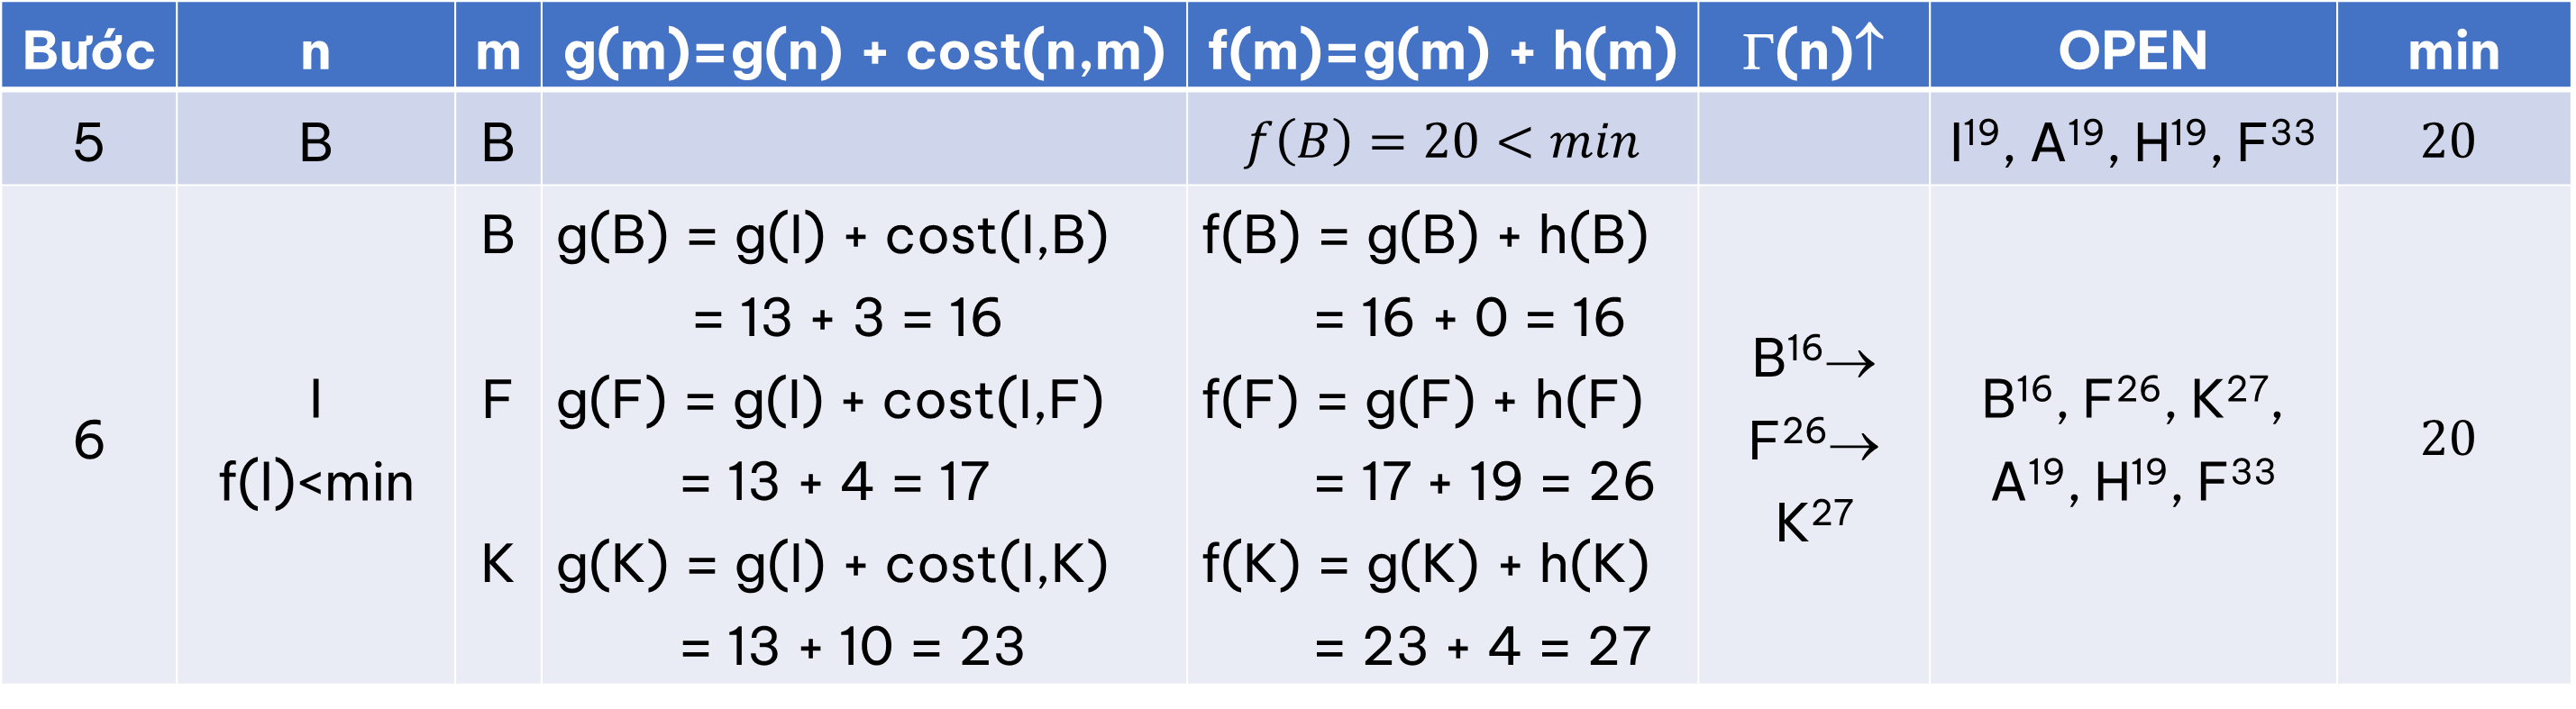 Bước n m g(m)=g(n) + cost(n,m) f(m)=g(m) + h(m) Γ(n)↑ OPEN min
5 B B f(B) = 20 < min I¹⁹, A¹⁹, H¹⁹, F³³ 20
6
I
f(I)<min
B g(B) = g(I) + cost(I,B)
= 13 + 3 = 16
F g(F) = g(I) + cost(I,F)
= 13 + 4 = 17
K g(K) = g(I) + cost(I,K)
= 13 + 10 = 23
f(B) = g(B) + h(B)
= 16 + 0 = 16
f(F) = g(F) + h(F)
= 17 + 19 = 26
f(K) = g(K) + h(K)
= 23 + 4 = 27
B¹⁶→
F²⁶→
K²⁷
B¹⁶, F²⁶, K²⁷,
A¹⁹, H¹⁹, F³³
20